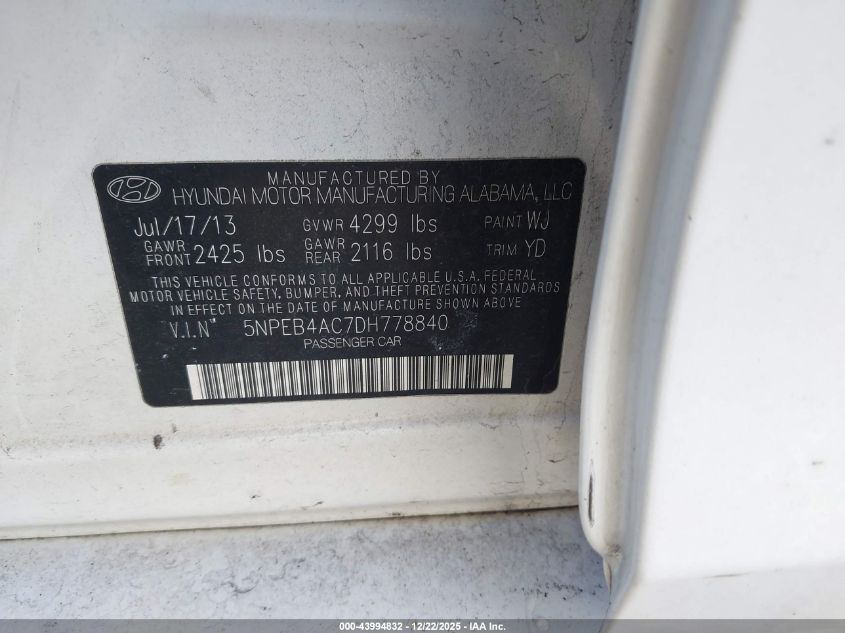 MANUFACTURED BY
HYUNDAI MOTOR MANUFACTURING ALABAMA, LLC
Jul/17/13 GVWR 4299 lbs PAINT WJ
GAWR FRONT 2425 lbs GAWR REAR 2116 lbs TRIM YD
THIS VEHICLE CONFORMS TO ALL APPLICABLE U.S.A. FEDERAL
MOTOR VEHICLE SAFETY, BUMPER, AND THEFT PREVENTION STANDARDS
IN EFFECT ON THE DATE OF MANUFACTURE SHOWN ABOVE
V.I.N 5NPEB4AC7DH778840
PASSENGER CAR
000-43994832 - 12/22/2025 - IAA Inc.